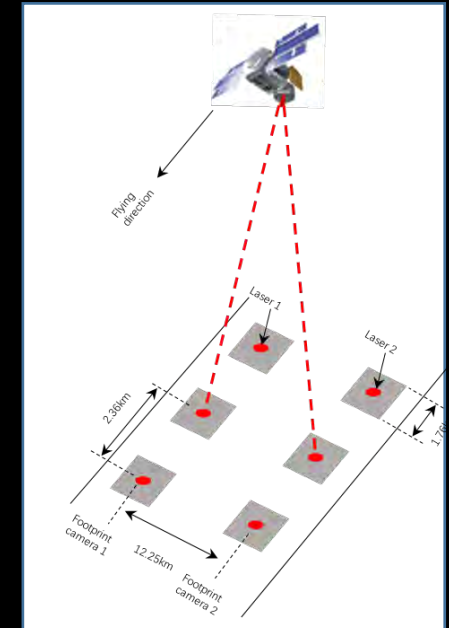 Flying
direction
Laser 1
Laser 2
2.36km
Footprint
camera 1
12.25km
Footprint
camera 2